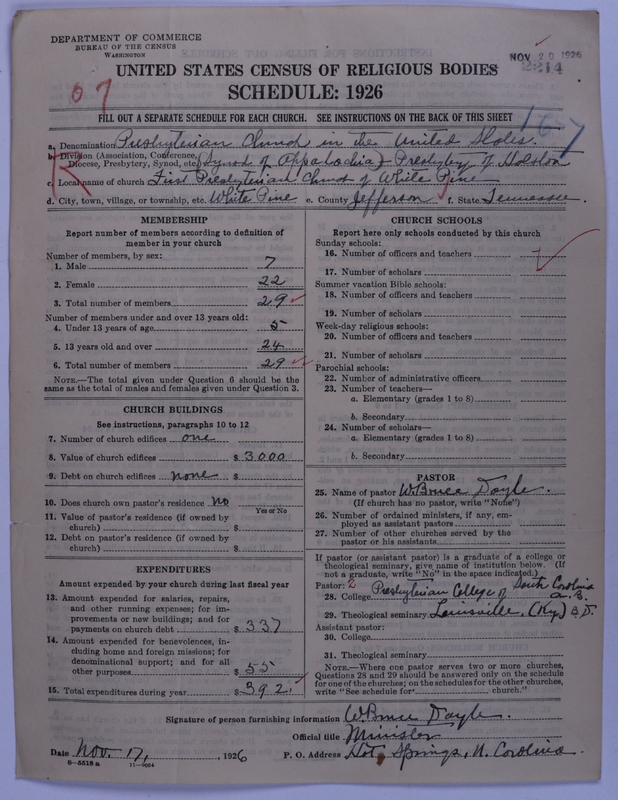 DEPARTMENT OF COMMERCE
BUREAU OF THE CENSUS
WASHINGTON
NOV 20 1926
2214
UNITED STATES CENSUS OF RELIGIOUS BODIES
SCHEDULE: 1926
07
FILL OUT A SEPARATE SCHEDULE FOR EACH CHURCH. SEE INSTRUCTIONS ON THE BACK OF THIS SHEET
1657
R
a. Denomination Presbyterian Church in the United States.
b. Division (Association, Conference, Diocese, Presbytery, Synod, etc.) (Synod of Appalachia) Presbytery of Holston
c. Local name of church First Presbyterian Church of White Pine
d. City, town, village, or township, etc. White Pine e. County Jefferson f. State Tennessee
MEMBERSHIP
Report number of members according to definition of
member in your church
Number of members, by sex:
1. Male 7
2. Female 22
3. Total number of members 29
Number of members under and over 13 years old:
4. Under 13 years of age 5
5. 13 years old and over 24
6. Total number of members 29
NOTE.—The total given under Question 6 should be the
same as the total of males and females given under Question 3.
CHURCH BUILDINGS
See instructions, paragraphs 10 to 12
7. Number of church edifices one
8. Value of church edifices $ 3000
9. Debt on church edifices none $
10. Does church own pastor's residence No
Yes or No
11. Value of pastor's residence (if owned by
church) $
12. Debt on pastor's residence (if owned by
church) $
EXPENDITURES
Amount expended by your church during last fiscal year
13. Amount expended for salaries, repairs,
and other running expenses; for im-
provements or new buildings; and for
payments on church debt $ 337
14. Amount expended for benevolences, in-
cluding home and foreign missions; for
denominational support; and for all
other purposes $ 55
15. Total expenditures during year $ 392.
CHURCH SCHOOLS
Report here only schools conducted by this church
Sunday schools:
16. Number of officers and teachers
17. Number of scholars
Summer vacation Bible schools:
18. Number of officers and teachers
19. Number of scholars
Week-day religious schools:
20. Number of officers and teachers
21. Number of scholars
Parochial schools:
22. Number of administrative officers
23. Number of teachers—
a. Elementary (grades 1 to 8)
b. Secondary
24. Number of scholars—
a. Elementary (grades 1 to 8)
b. Secondary
PASTOR
25. Name of pastor W. Bruce Doyle.
(If church has no pastor, write "None")
26. Number of ordained ministers, if any, em-
ployed as assistant pastors
27. Number of other churches served by the
pastor or his assistants
If pastor (or assistant pastor) is a graduate of a college or
theological seminary, give name of institution below. (If
not a graduate, write "No" in the space indicated.)
Pastor: 2
28. College Presbyterian College of South Carolina A.B.
29. Theological seminary Louisville, (Ky) B.D.
Assistant pastor:
30. College
31. Theological seminary
NOTE.—Where one pastor serves two or more churches,
Questions 28 and 29 should be answered only on the schedule
for one of the churches; on the schedules for the other churches,
write "See schedule for church."
Signature of person furnishing information W. Bruce Doyle.
Official title Minister
Date Nov. 17, 1926 P. O. Address Hot Springs, N. Carolina.
8—5518 a 11—9064